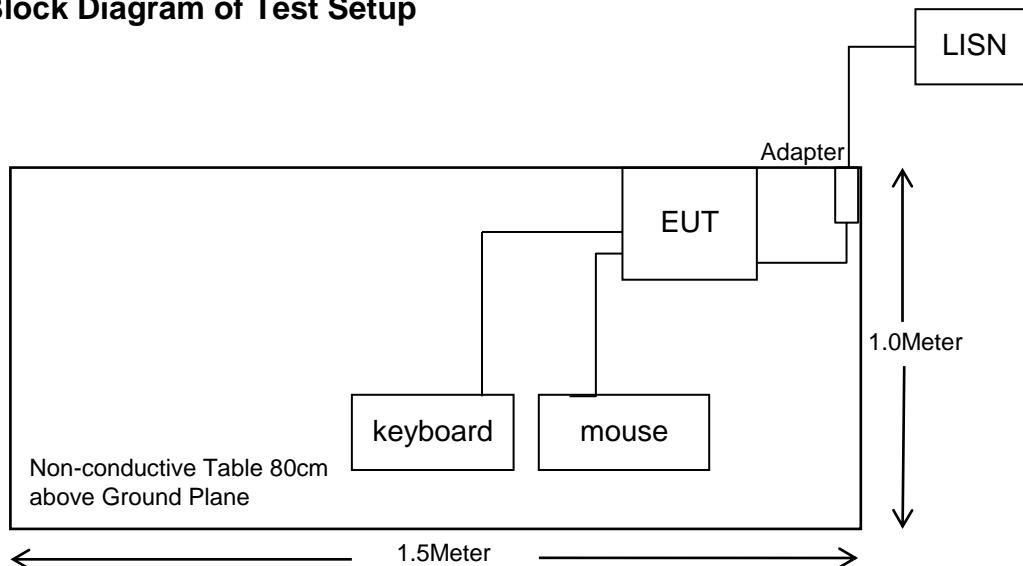 Block Diagram of Test Setup
LISN
Adapter
EUT
1.0Meter
keyboard
mouse
Non-conductive Table 80cm
above Ground Plane
1.5Meter